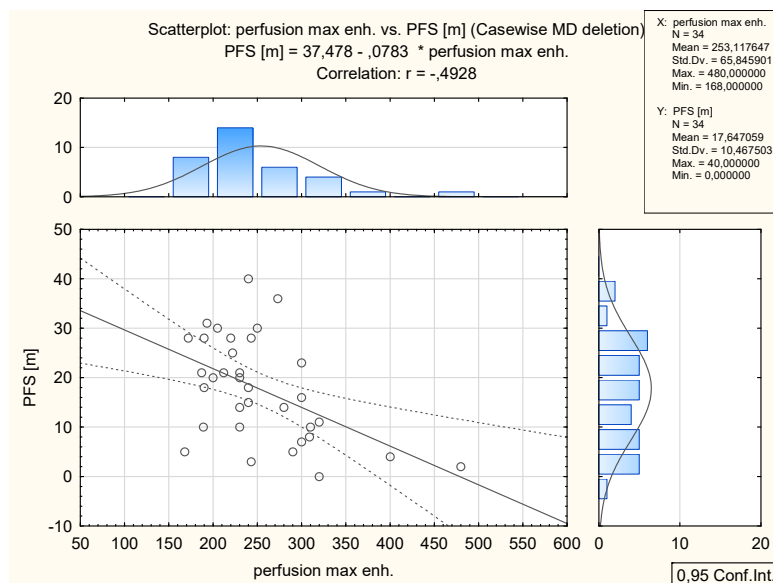 Scatterplot: perfusion max enh. vs. PFS [m] (Casewise MD deletion)
PFS [m] = 37,478 - ,0783 * perfusion max enh.
Correlation: r = -,4928
X: perfusion max enh.
N = 34
Mean = 253,117647
Std.Dv. = 65,845901
Max. = 480,000000
Min. = 168,000000
Y: PFS [m]
N = 34
Mean = 17,647059
Std.Dv. = 10,467503
Max. = 40,000000
Min. = 0,000000
20
10
0
50
40
30
20
10
0
-10
PFS [m]
50 100 150 200 250 300 350 400 450 500 550 600
perfusion max enh.
0 10 20
0,95 Conf.Int.